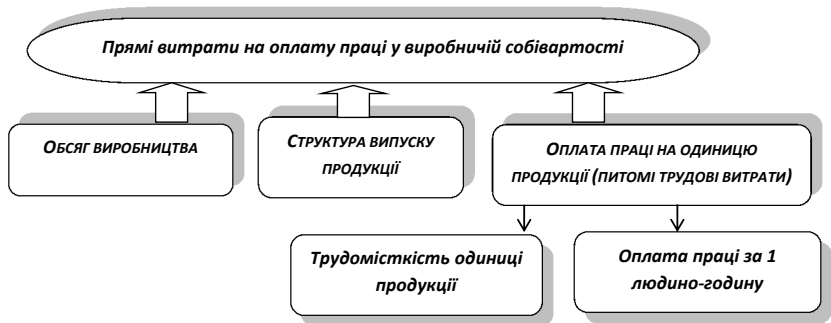 Прямі витрати на оплату праці у виробничій собівартості
ОБСЯГ ВИРОБНИЦТВА
СТРУКТУРА ВИПУСКУ
ПРОДУКЦІЇ
ОПЛАТА ПРАЦІ НА ОДИНИЦЮ
ПРОДУКЦІЇ (ПИТОМІ ТРУДОВІ ВИТРАТИ)
Трудомісткість одиниці
продукції
Оплата праці за 1
людино-годину